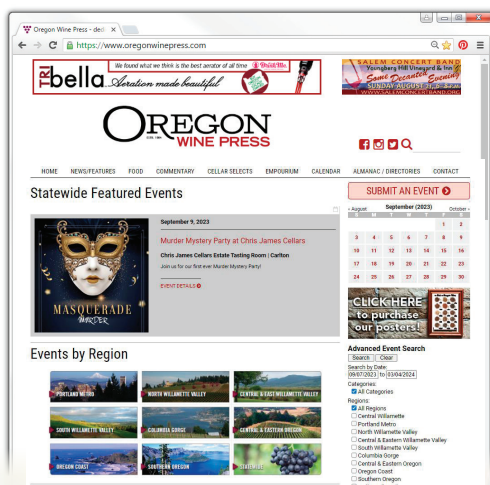 Oregon Wine Press - ded
https://www.oregonwinepress.com
TRI bella
We found what we think is the best aerator of all time
Aeration made beautiful
SALEM CONCERT BAND
Youngberg Hill Vineyard & Inn
Some Decanted Evening
SUNDAY AUGUST 31,
WWW.SALEMCONCERTBAND.ORG
OREGON
WINE PRESS
HOME NEWS/FEATURES FOOD COMMENTARY CELLAR SELECTS EMPOURIUM CALENDAR ALMANAC / DIRECTORIES CONTACT
Statewide Featured Events
September 9, 2023
Murder Mystery Party at Chris James Cellars
Chris James Cellars Estate Tasting Room | Carlton
Join us for our first ever Murder Mystery Party!
EVENT DETAILS
MASQUERADE
MURDER
SUBMIT AN EVENT
« August September (2023) October »
S M T W T F S
1 2
3 4 5 6 7 8 9
10 11 12 13 14 15 16
17 18 19 20 21 22 23
24 25 26 27 28 29 30
CLICK HERE
to purchase
our posters!
Events by Region
PORTLAND METRO
NORTH WILLAMETTE VALLEY
CENTRAL & EAST WILLAMETTE VALLEY
SOUTH WILLAMETTE VALLEY
COLUMBIA GORGE
CENTRAL & EASTERN OREGON
OREGON COAST
SOUTHERN OREGON
STATEWIDE
Advanced Event Search
Search Clear
Search by Date:
09/07/2023 to 03/04/2024
Categories:
All Categories
Regions:
All Regions
Central Willamette
Portland Metro
North Willamette Valley
Central & Eastern Willamette Valley
South Willamette Valley
Columbia Gorge
Central & Eastern Oregon
Oregon Coast
Southern Oregon